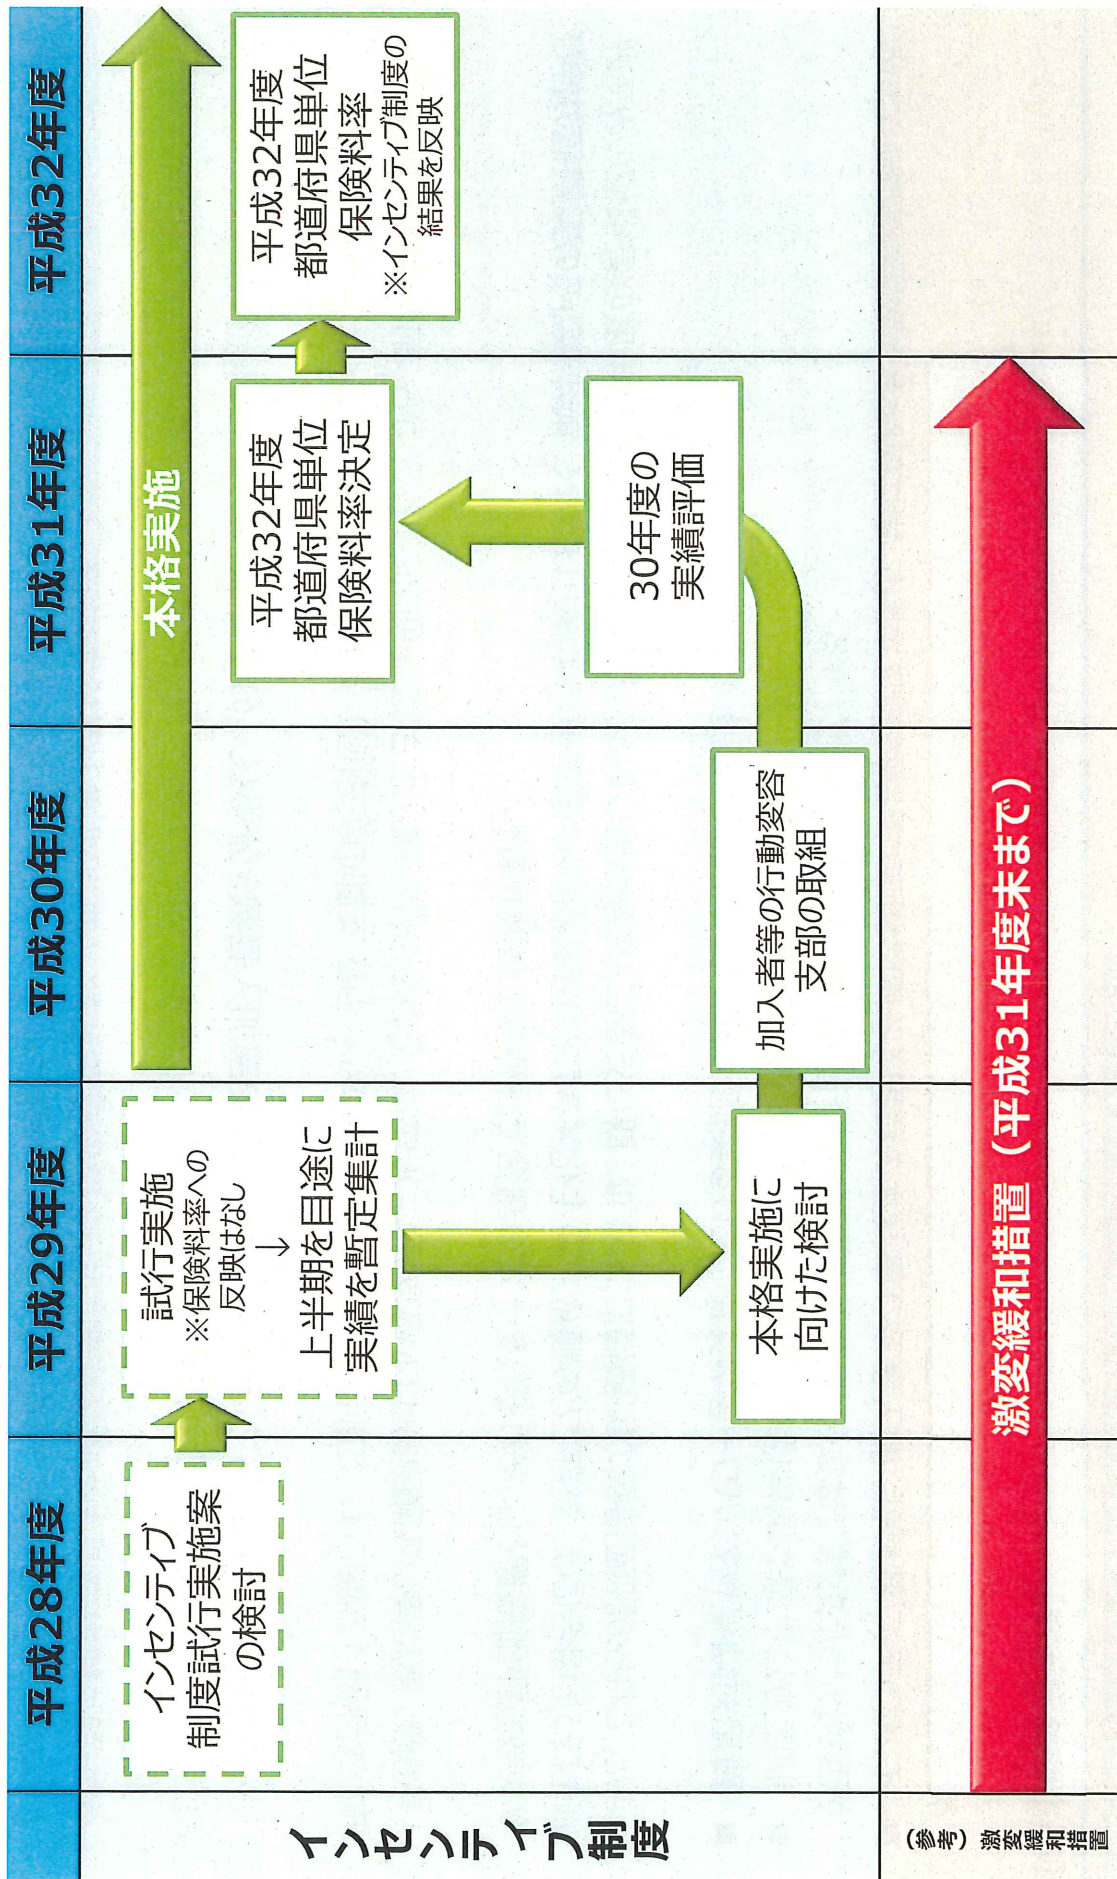 平成28年度
平成29年度
平成30年度
平成31年度
平成32年度
インセンティブ制度
インセンティブ
制度試行実施案
の検討
試行実施
※保険料率への
反映はなし
↓
上半期を目途に
実績を暫定集計
本格実施に
向けた検討
本格実施
加入者等の行動変容
支部の取組
30年度の
実績評価
平成32年度
都道府県単位
保険料率決定
平成32年度
都道府県単位
保険料率
※インセンティブ制度の
結果を反映
(参考)激変緩和措置
激変緩和措置(平成31年度末まで)